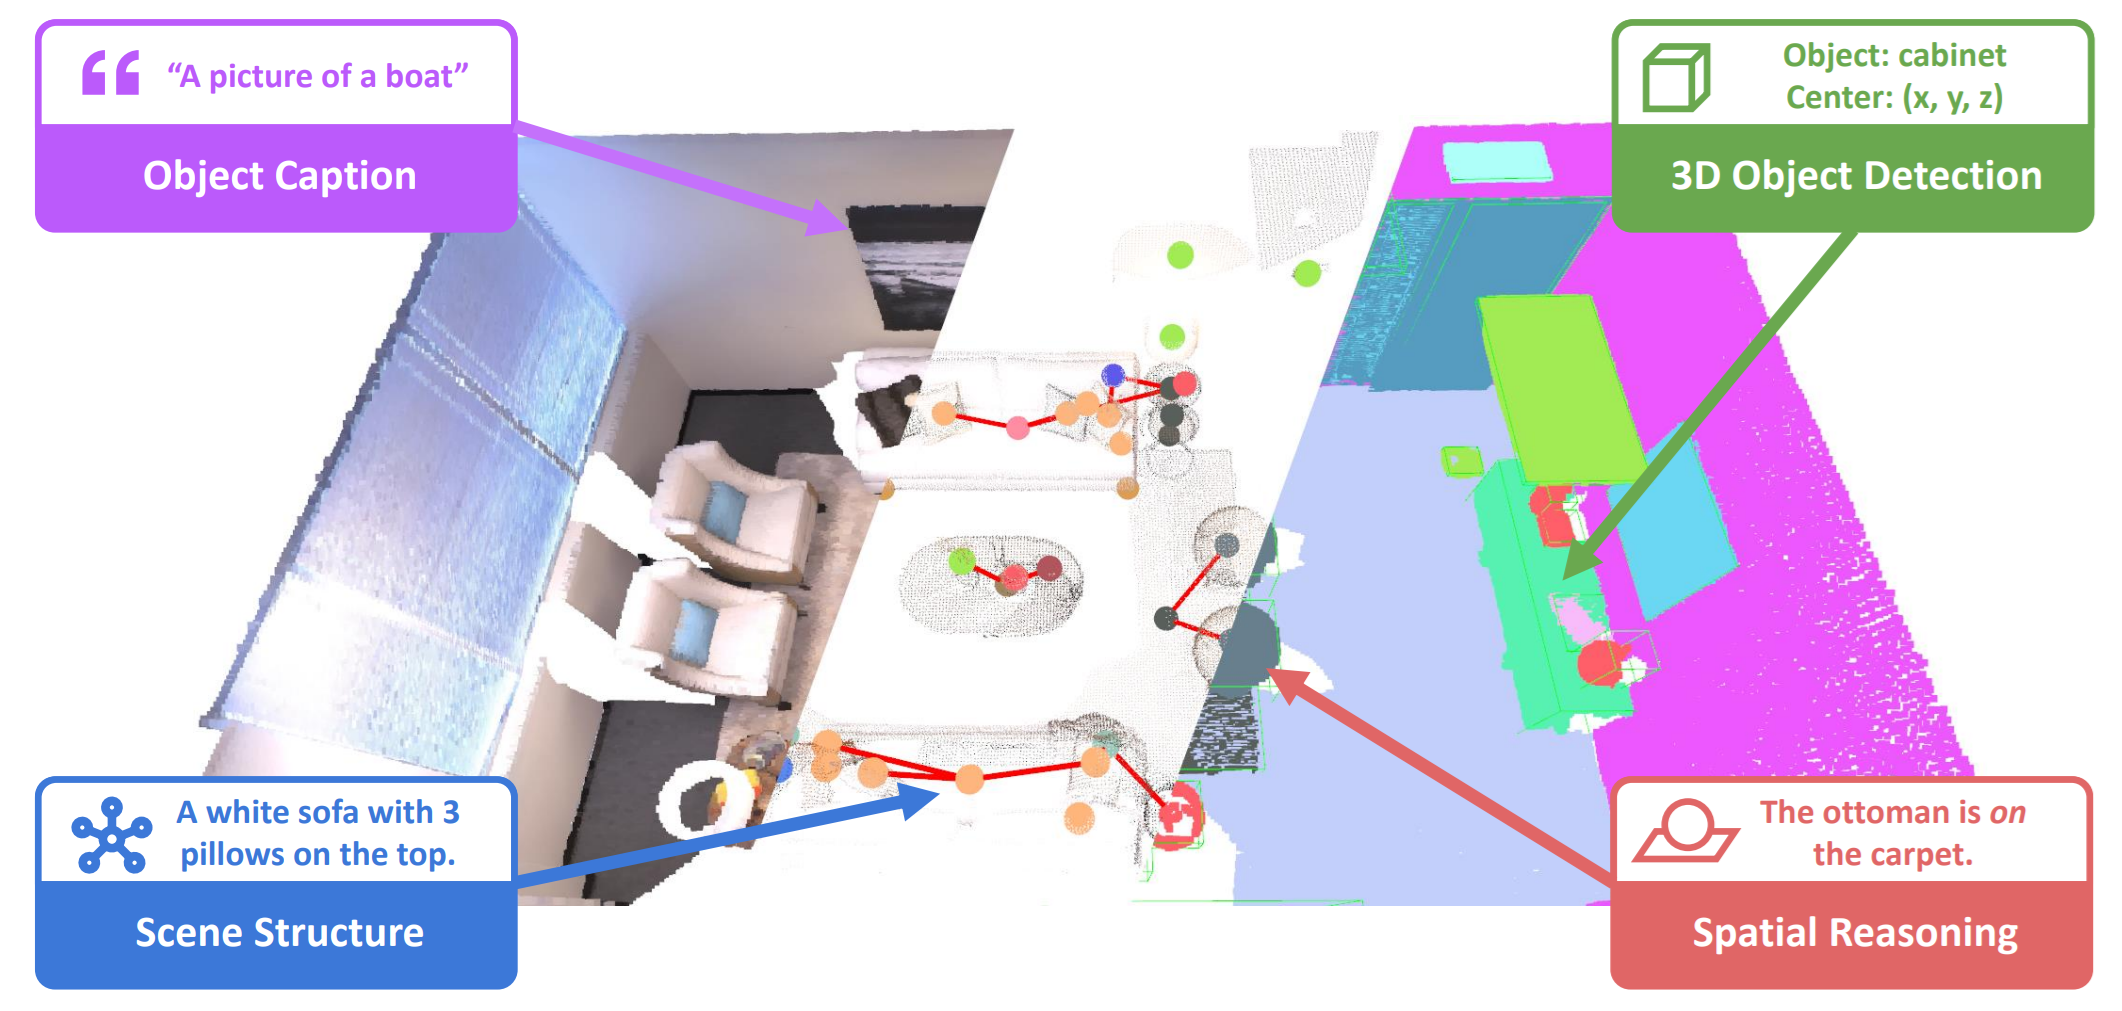 “A picture of a boat”
Object Caption
Object: cabinet
Center: (x, y, z)
3D Object Detection
A white sofa with 3
pillows on the top.
Scene Structure
The ottoman is on
the carpet.
Spatial Reasoning